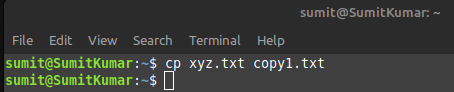 sumit@SumitKumar: ~
File Edit View Search Terminal Help
sumit@SumitKumar:~$ cp xyz.txt copy1.txt
sumit@SumitKumar:~$